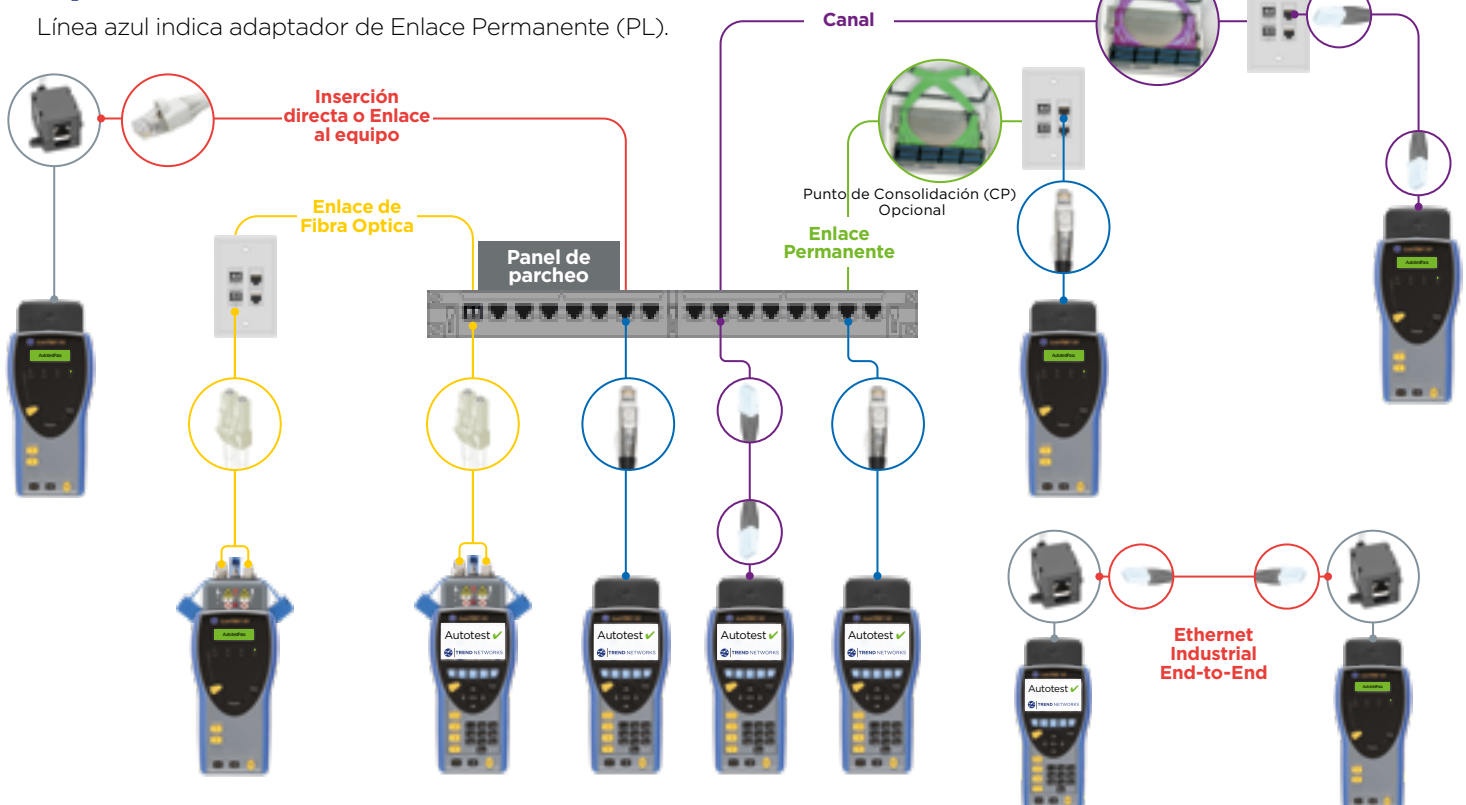 Línea azul indica adaptador de Enlace Permanente (PL).
Canal
Inserción
directa o Enlace
al equipo
Punto de Consolidación (CP)
Opcional
Enlace de
Fibra Optica
Enlace
Permanente
Panel de
parcheo
Autotest ✓
TREND NETWORKS
Autotest ✓
TREND NETWORKS
Autotest ✓
TREND NETWORKS
Autotest ✓
TREND NETWORKS
Ethernet
Industrial
End-to-End
Autotest ✓
TREND NETWORKS